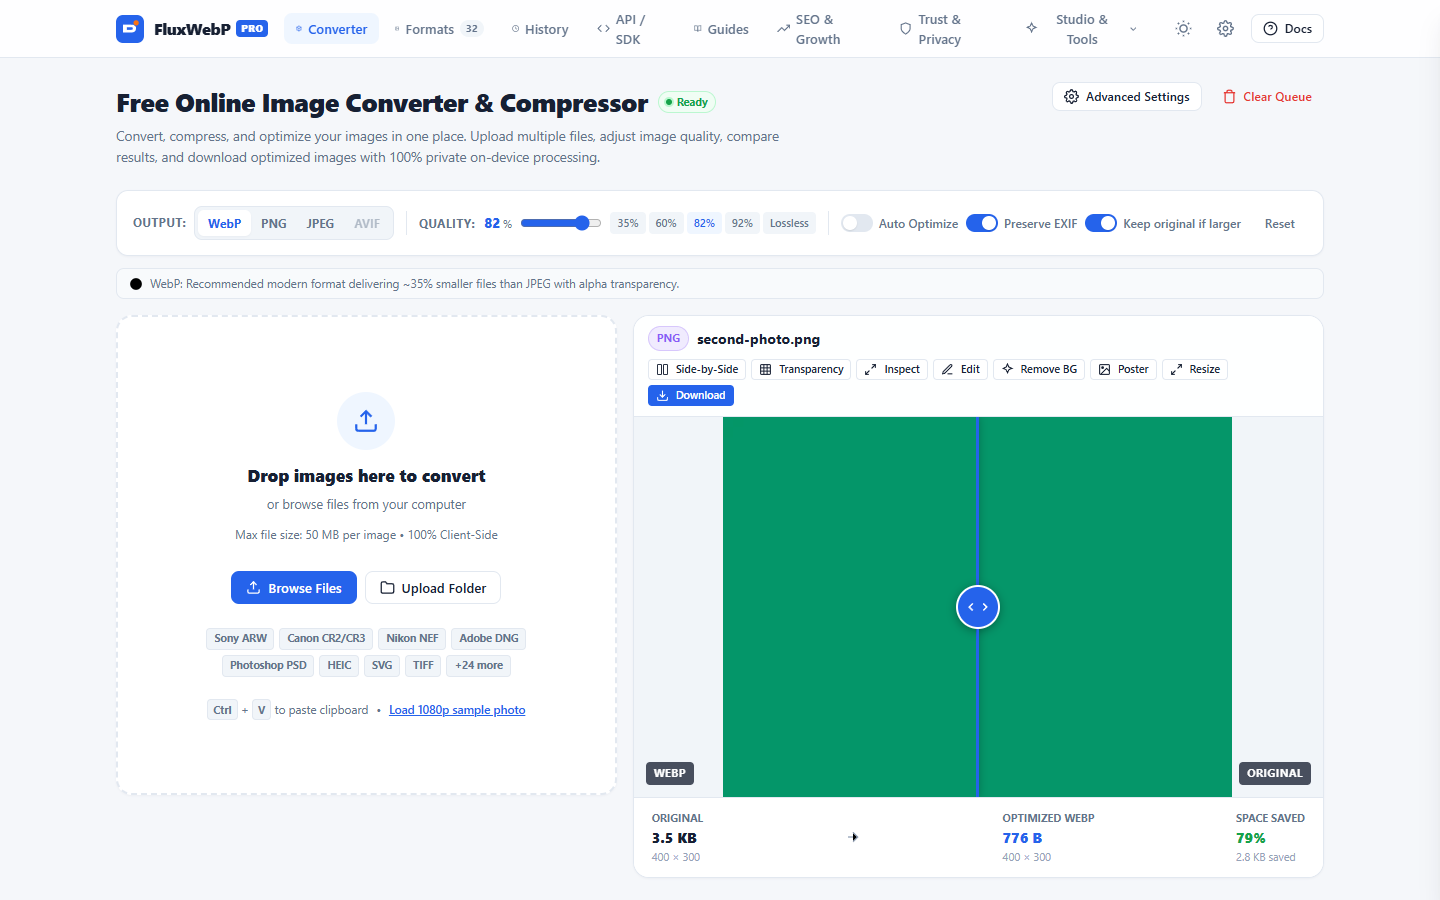 FluxWebP PRO Converter Formats 32 History API / SDK Guides SEO & Growth Trust & Privacy Studio & Tools Docs
Free Online Image Converter & Compressor Ready
Advanced Settings Clear Queue
Convert, compress, and optimize your images in one place. Upload multiple files, adjust image quality, compare
results, and download optimized images with 100% private on-device processing.
OUTPUT: WebP PNG JPEG AVIF QUALITY: 82 % 35% 60% 82% 92% Lossless Auto Optimize Preserve EXIF Keep original if larger Reset
WebP: Recommended modern format delivering ~35% smaller files than JPEG with alpha transparency.
Drop images here to convert
or browse files from your computer
Max file size: 50 MB per image • 100% Client-Side
Browse Files Upload Folder
Sony ARW Canon CR2/CR3 Nikon NEF Adobe DNG
Photoshop PSD HEIC SVG TIFF +24 more
Ctrl + V to paste clipboard • Load 1080p sample photo
PNG second-photo.png
Side-by-Side Transparency Inspect Edit Remove BG Poster Resize
Download
WEBP ORIGINAL
ORIGINAL OPTIMIZED WEBP SPACE SAVED
3.5 KB 776 B 79%
400 × 300 400 × 300 2.8 KB saved